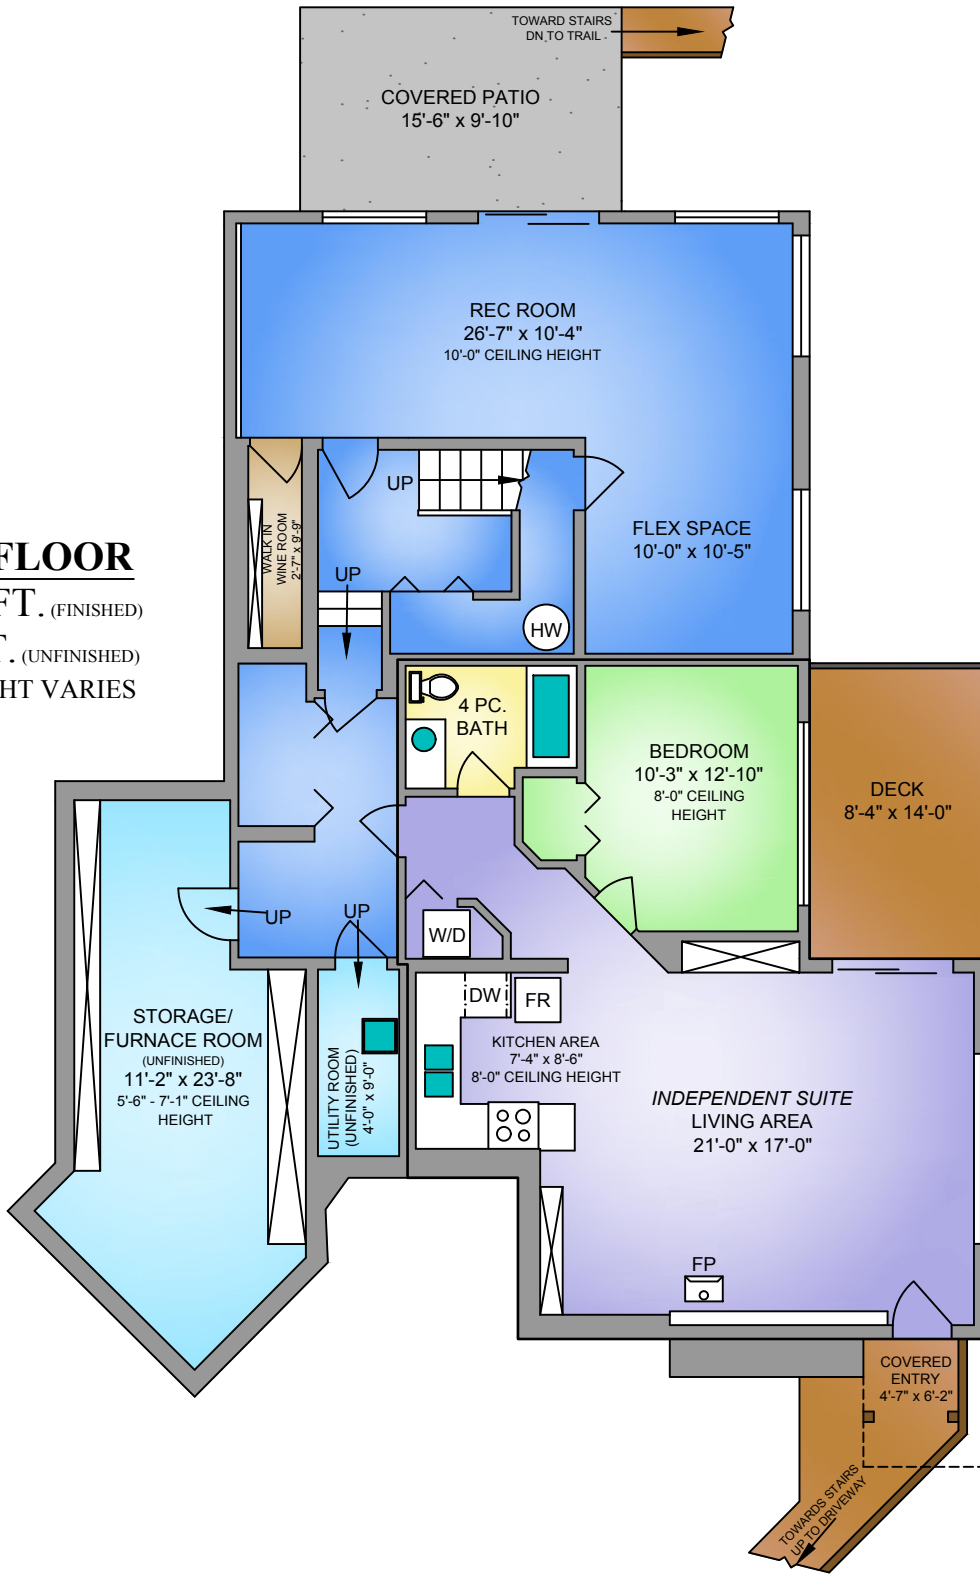 TOWARD STAIRS
DN TO TRAIL
COVERED PATIO
15'-6" x 9'-10"
REC ROOM
26'-7" x 10'-4"
10'-0" CEILING HEIGHT
UP
WALK IN
WINE ROOM
2'-7" x 9'-9"
FLEX SPACE
10'-0" x 10'-5"
FLOOR
FT. (FINISHED)
T. (UNFINISHED)
HT VARIES
UP
HW
4 PC.
BATH
BEDROOM
10'-3" x 12'-10"
8'-0" CEILING
HEIGHT
DECK
8'-4" x 14'-0"
UP
UP
W/D
DW
FR
STORAGE/
FURNACE ROOM
(UNFINISHED)
11'-2" x 23'-8"
5'-6" - 7'-1" CEILING
HEIGHT
UTILITY ROOM
(UNFINISHED)
4'-0" x 9'-0"
KITCHEN AREA
7'-4" x 8'-6"
8'-0" CEILING HEIGHT
INDEPENDENT SUITE
LIVING AREA
21'-0" x 17'-0"
FP
COVERED
ENTRY
4'-7" x 6'-2"
TOWARDS STAIRS
UP TO DRIVEWAY